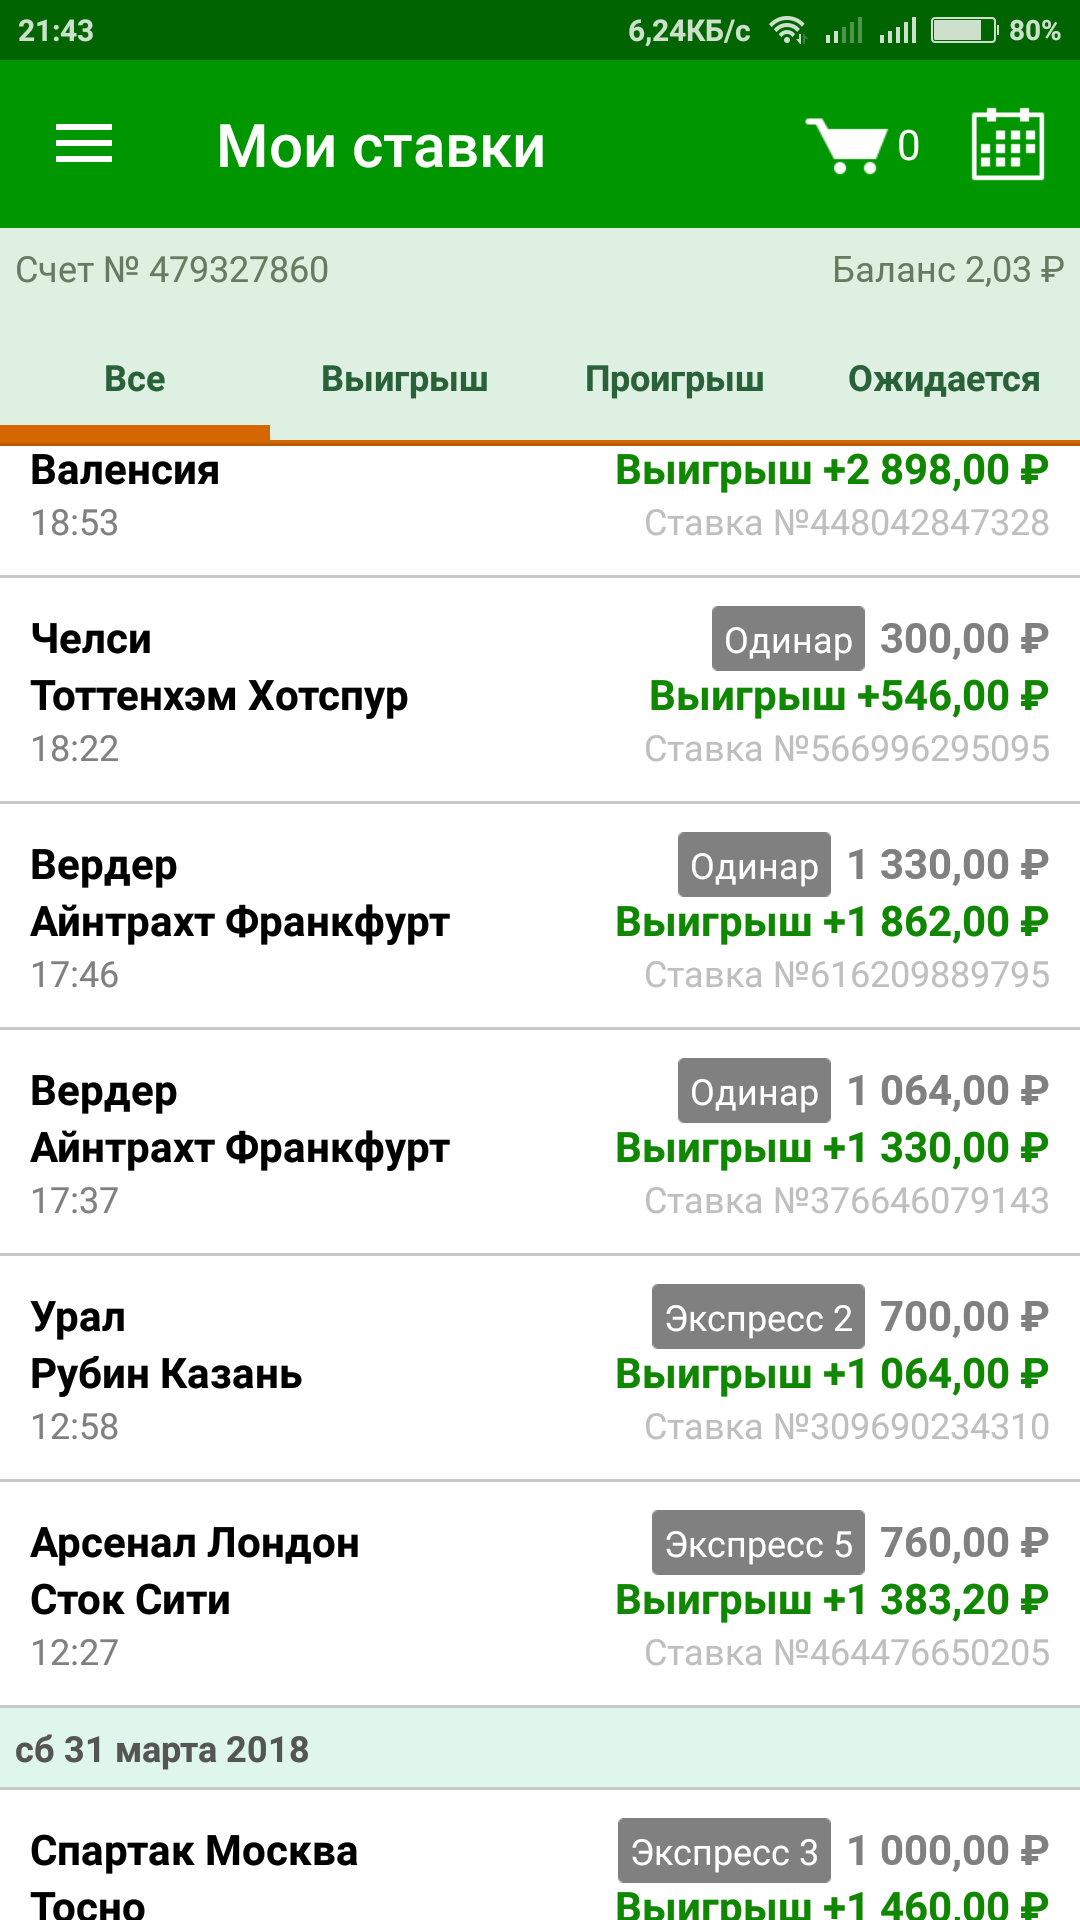 21:43 6,24КБ/с 80%
Мои ставки 0
Счет № 479327860 Баланс 2,03 ₽
Все Выигрыш Проигрыш Ожидается
Валенсия Выигрыш +2 898,00 ₽
18:53 Ставка №448042847328
Челси Одинар 300,00 ₽
Тоттенхэм Хотспур Выигрыш +546,00 ₽
18:22 Ставка №566996295095
Вердер Одинар 1 330,00 ₽
Айнтрахт Франкфурт Выигрыш +1 862,00 ₽
17:46 Ставка №616209889795
Вердер Одинар 1 064,00 ₽
Айнтрахт Франкфурт Выигрыш +1 330,00 ₽
17:37 Ставка №376646079143
Урал Экспресс 2 700,00 ₽
Рубин Казань Выигрыш +1 064,00 ₽
12:58 Ставка №309690234310
Арсенал Лондон Экспресс 5 760,00 ₽
Сток Сити Выигрыш +1 383,20 ₽
12:27 Ставка №464476650205
сб 31 марта 2018
Спартак Москва Экспресс 3 1 000,00 ₽
Тосно Выигрыш +1 460,00 ₽